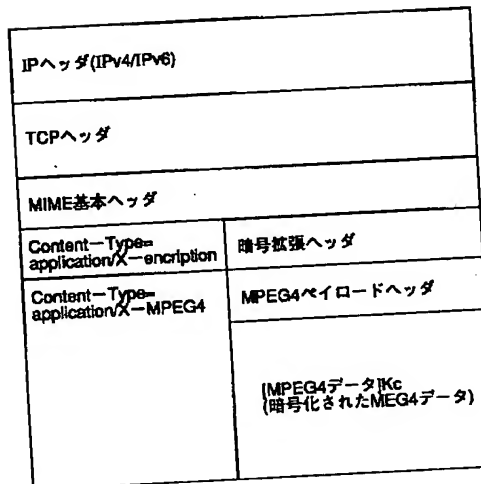 IPヘッダ(IPv4/IPv6)
TCPヘッダ
MIME基本ヘッダ
Content-Type=
application/X-encription
暗号拡張ヘッダ
Content-Type=
application/X-MPEG4
MPEG4ペイロードヘッダ
[MPEG4データ]Kc
(暗号化されたMEG4データ)